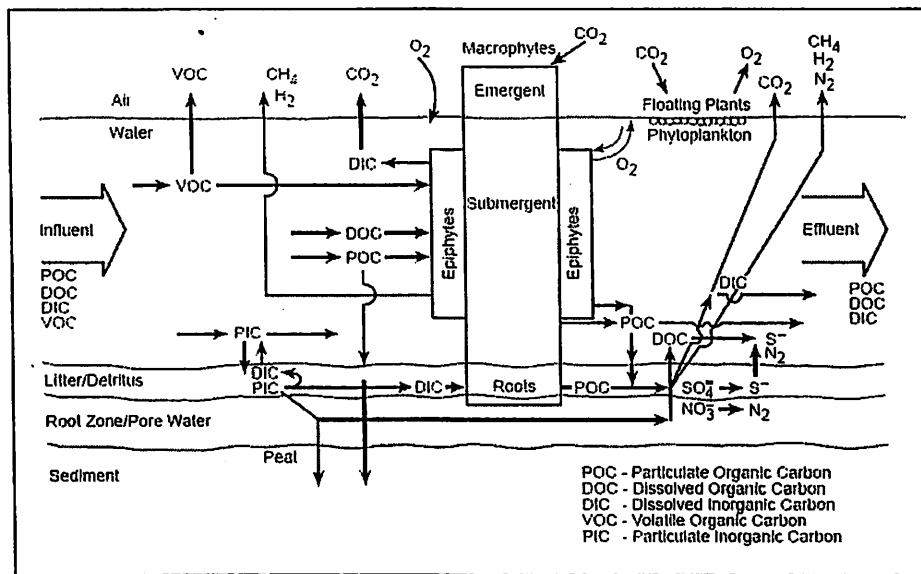 O2
Macrophytes
CO2
VOC
CH4
H2
CO2
CO2
O2
CO2
CH4
H2
N2
Air
Water
Emergent
Floating Plants
Phytoplankton
DIC
O2
VOC
Submergent
Influent
DOC
POC
Epiphytes
Epiphytes
Effluent
POC
DOC
DIC
VOC
POC
DOC
DIC
DIC
PIC
POC
DOC
S-
N2
Litter/Detritus
DIC
PIC
DIC
Roots
POC
SO4=
S-
NO3-
N2
Root Zone/Pore Water
Peat
Sediment
POC - Particulate Organic Carbon
DOC - Dissolved Organic Carbon
DIC - Dissolved Inorganic Carbon
VOC - Volatile Organic Carbon
PIC - Particulate Inorganic Carbon